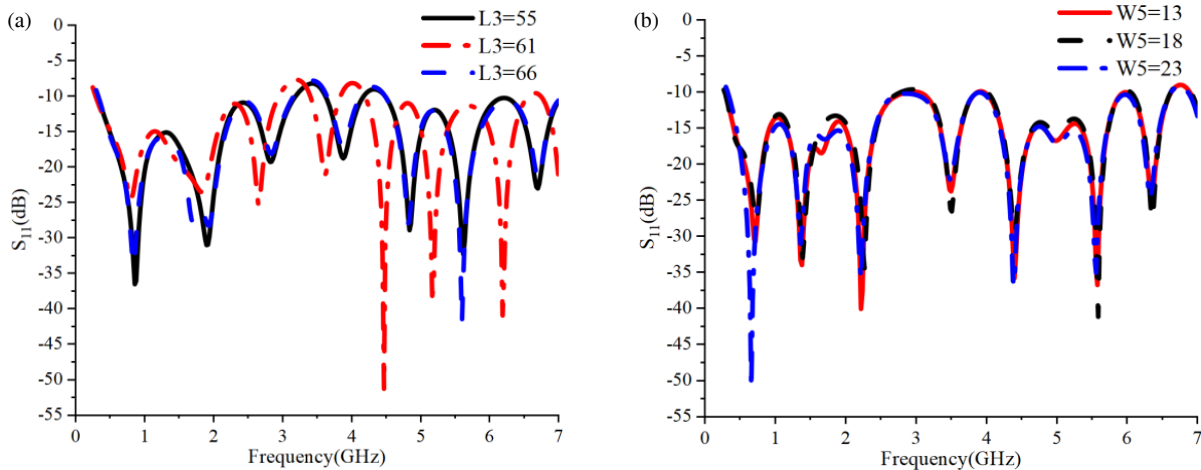 (a)
L3=55
L3=61
L3=66
S11(dB)
0
-5
-10
-15
-20
-25
-30
-35
-40
-45
-50
-55
0 1 2 3 4 5 6 7
Frequency(GHz)
(b)
W5=13
W5=18
W5=23
S11(dB)
0
-5
-10
-15
-20
-25
-30
-35
-40
-45
-50
-55
0 1 2 3 4 5 6 7
Frequency(GHz)